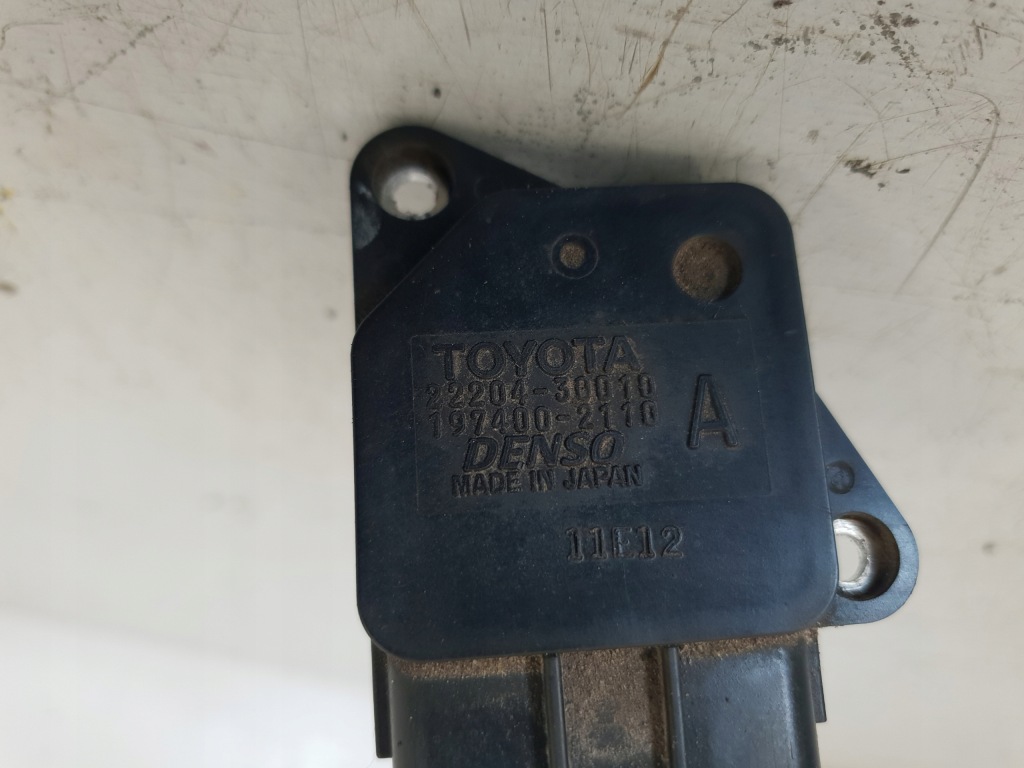 TOYOTA
22204-30010
197400-2110
A
DENSO
MADE IN JAPAN
11E12